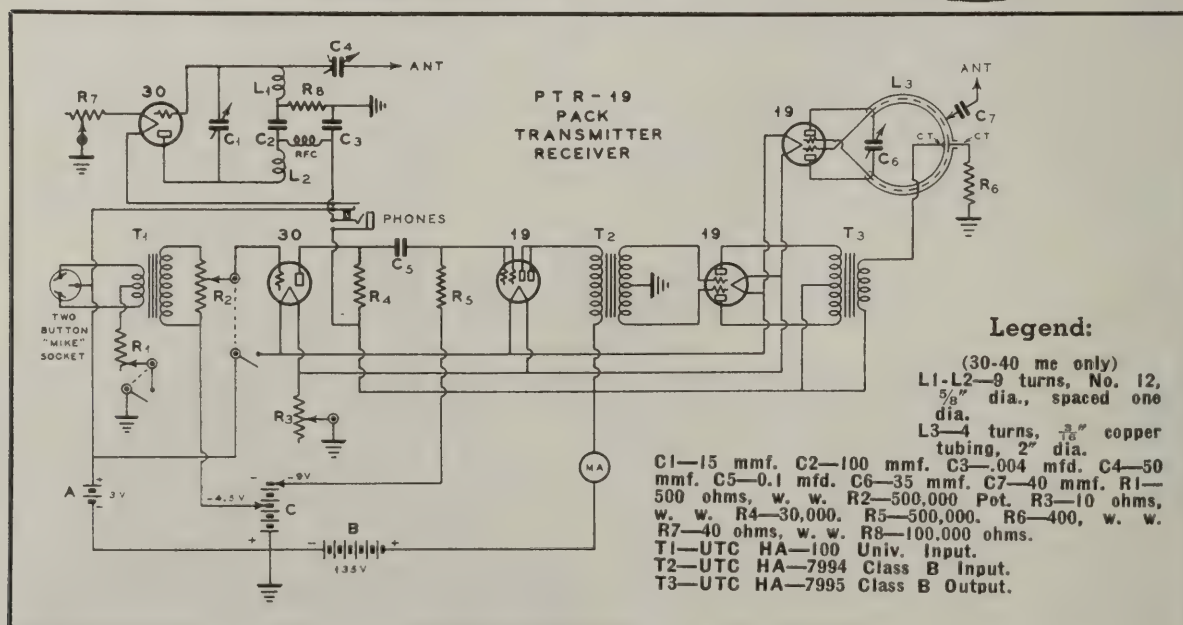 C4
ANT
R7
30
L1
R8
C1
C2
C3
RFC
L2
PTR-19
PACK
TRANSMITTER
RECEIVER
L3
ANT
19
C7
C6
CT
CT
R6
PHONES
T1
30
C5
19
T2
19
T3
R2
R4
R5
TWO
BUTTON
"MIKE"
SOCKET
R1
R3
MA
A
3V
-4.5V
-9V
C
B
135V
Legend:
(30-40 mc only)
L1-L2—9 turns, No. 12,
5/8" dia., spaced one
dia.
L3—4 turns, 3/16" copper
tubing, 2" dia.
C1—15 mmf. C2—100 mmf. C3—.004 mfd. C4—50
mmf. C5—0.1 mfd. C6—35 mmf. C7—40 mmf. R1—
500 ohms, w. w. R2—500,000 Pot. R3—10 ohms,
w. w. R4—30,000. R5—500,000. R6—400, w. w.
R7—40 ohms, w. w. R8—100,000 ohms.
T1—UTC HA—100 Univ. Input.
T2—UTC HA—7994 Class B Input.
T3—UTC HA—7995 Class B Output.